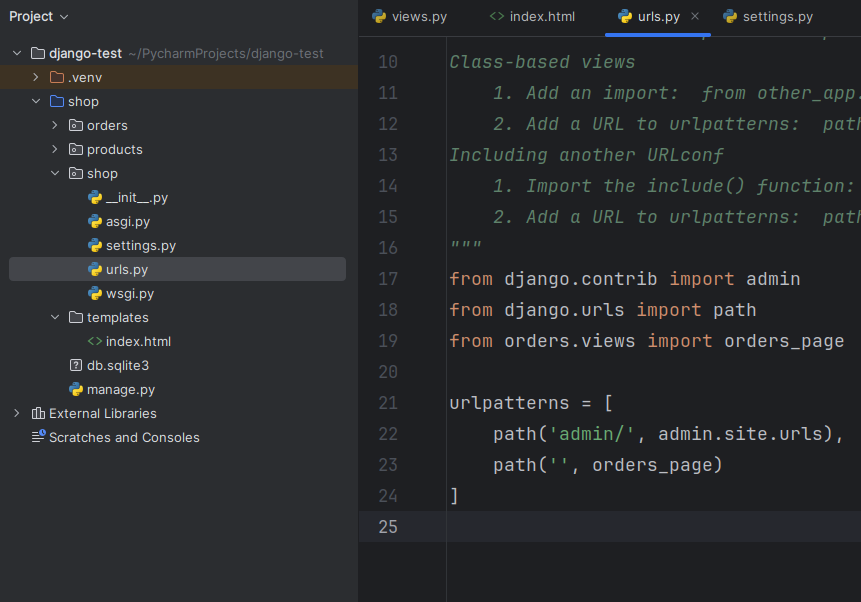 Project
django-test ~/PycharmProjects/django-test
.venv
shop
orders
products
shop
__init__.py
asgi.py
settings.py
urls.py
wsgi.py
templates
index.html
db.sqlite3
manage.py
External Libraries
Scratches and Consoles
views.py index.html urls.py settings.py
10 Class-based views
11     1. Add an import:  from other_app.
12     2. Add a URL to urlpatterns:  path
13 Including another URLconf
14     1. Import the include() function:
15     2. Add a URL to urlpatterns:  path
16 """
17 from django.contrib import admin
18 from django.urls import path
19 from orders.views import orders_page
20
21 urlpatterns = [
22     path('admin/', admin.site.urls),
23     path('', orders_page)
24 ]
25